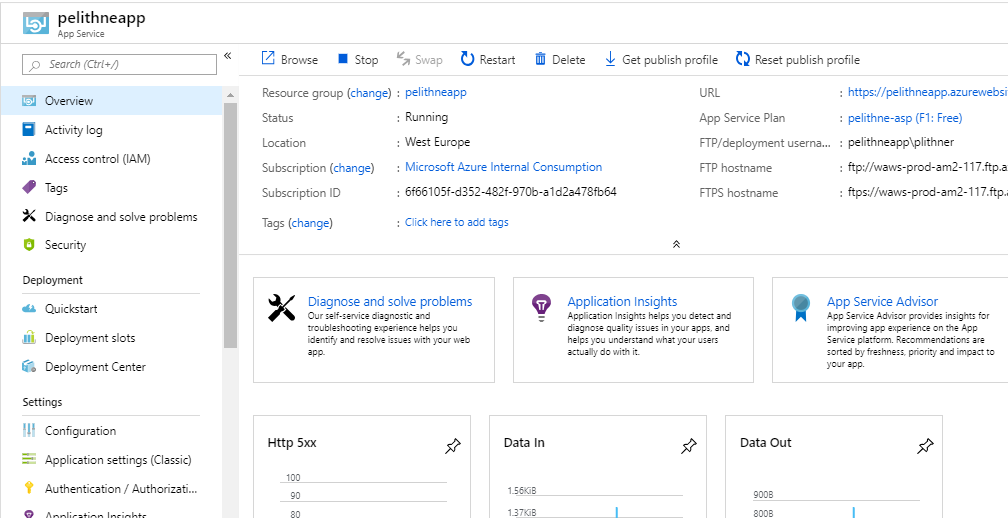 pelithneapp
App Service
Search (Ctrl+/)
«
Browse
Stop
Swap
Restart
Delete
Get publish profile
Reset publish profile
Overview
Activity log
Access control (IAM)
Tags
Diagnose and solve problems
Security
Deployment
Quickstart
Deployment slots
Deployment Center
Settings
Configuration
Application settings (Classic)
Authentication / Authorizati...
Application Insights
Resource group (change) : pelithneapp
Status : Running
Location : West Europe
Subscription (change) : Microsoft Azure Internal Consumption
Subscription ID : 6f66105f-d352-482f-970b-a1d2a478fb64
Tags (change) : Click here to add tags
URL : https://pelithneapp.azurewebsi
App Service Plan : pelithne-asp (F1: Free)
FTP/deployment userna... : pelithneapp\plithner
FTP hostname : ftp://waws-prod-am2-117.ftp.a
FTPS hostname : ftps://waws-prod-am2-117.ftp.
Diagnose and solve problems
Our self-service diagnostic and
troubleshooting experience helps you
identify and resolve issues with your web
app.
Application Insights
Application Insights helps you detect and
diagnose quality issues in your apps, and
helps you understand what your users
actually do with it.
App Service Advisor
App Service Advisor provides insights for
improving app experience on the App
Service platform. Recommendations are
sorted by freshness, priority and impact to
your app.
Http 5xx
100
90
80
Data In
1.56KiB
1.37KiB
Data Out
900B
800B